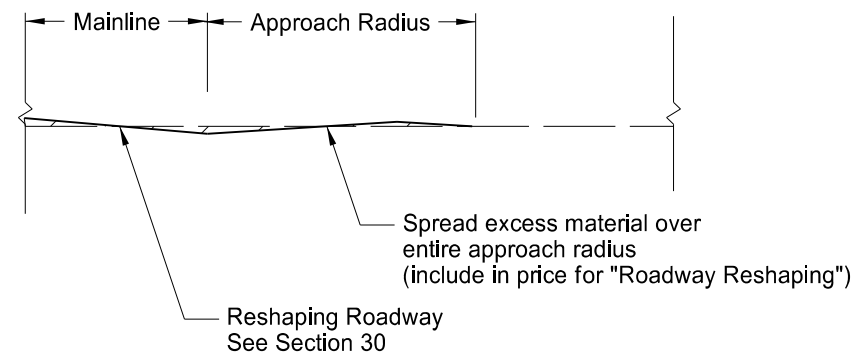 Mainline
Approach Radius
Spread excess material over
entire approach radius
(include in price for "Roadway Reshaping")
Reshaping Roadway
See Section 30